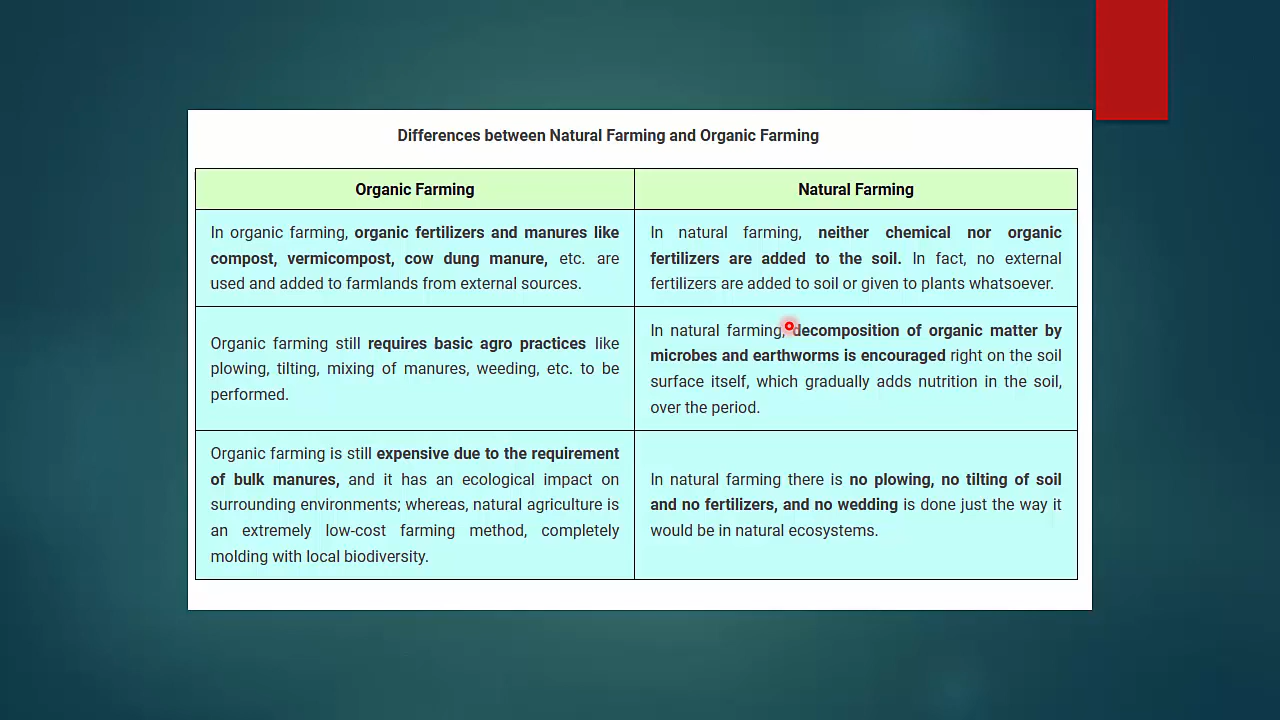 Differences between Natural Farming and Organic Farming
Organic Farming
Natural Farming
In organic farming, organic fertilizers and manures like
compost, vermicompost, cow dung manure, etc. are
used and added to farmlands from external sources.
In natural farming, neither chemical nor organic
fertilizers are added to the soil. In fact, no external
fertilizers are added to soil or given to plants whatsoever.
Organic farming still requires basic agro practices like
plowing, tilting, mixing of manures, weeding, etc. to be
performed.
In natural farming, decomposition of organic matter by
microbes and earthworms is encouraged right on the soil
surface itself, which gradually adds nutrition in the soil,
over the period.
Organic farming is still expensive due to the requirement
of bulk manures, and it has an ecological impact on
surrounding environments; whereas, natural agriculture is
an extremely low-cost farming method, completely
molding with local biodiversity.
In natural farming there is no plowing, no tilting of soil
and no fertilizers, and no wedding is done just the way it
would be in natural ecosystems.